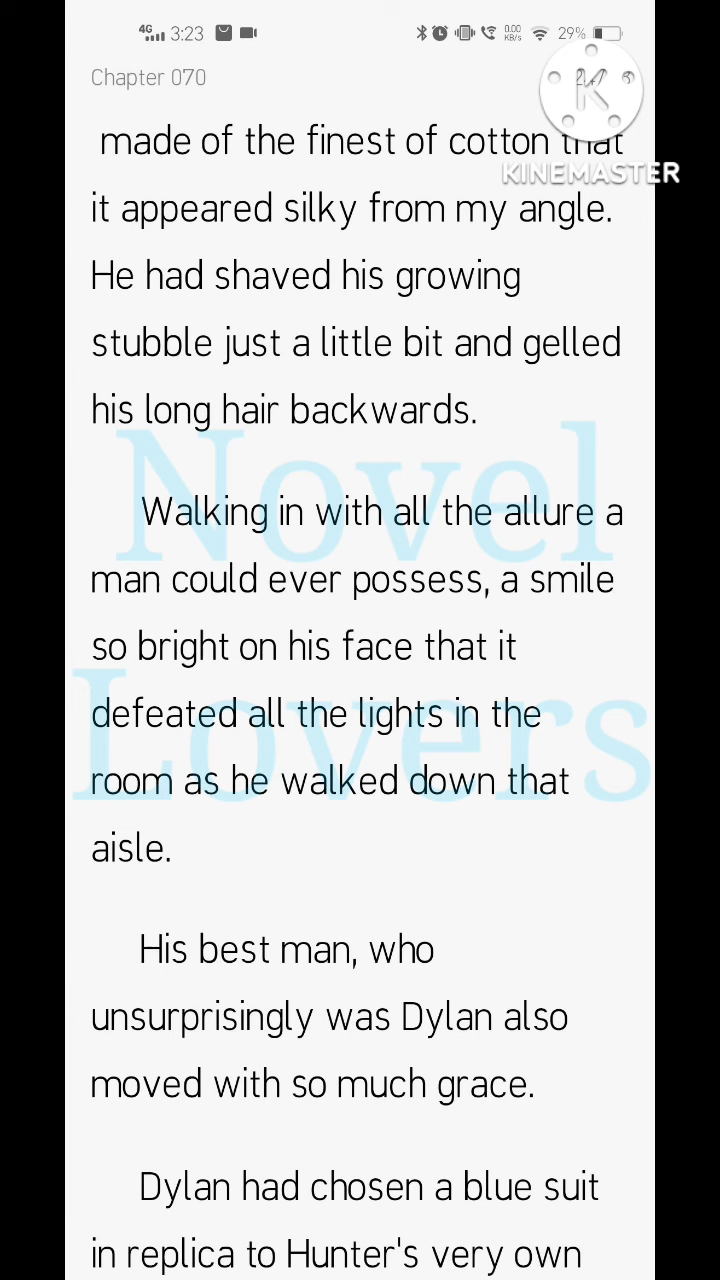 4G 3:23 0.00 KB/s 29%
Chapter 070
KINEMASTER
made of the finest of cotton that
it appeared silky from my angle.
He had shaved his growing
stubble just a little bit and gelled
his long hair backwards.
Walking in with all the allure a
man could ever possess, a smile
so bright on his face that it
defeated all the lights in the
room as he walked down that
aisle.
His best man, who
unsurprisingly was Dylan also
moved with so much grace.
Dylan had chosen a blue suit
in replica to Hunter's very own
Novel
Lovers